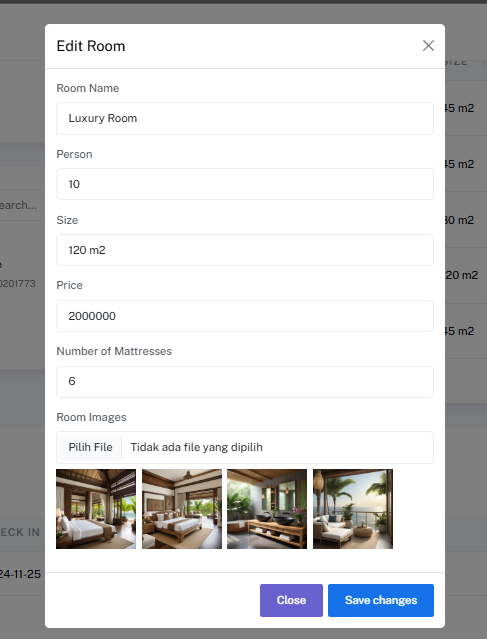 Edit Room
SIZE
Room Name
Luxury Room
45 m2
Person
10
45 m2
earch...
Size
30 m2
120 m2
0201773
20 m2
Price
2000000
45 m2
Number of Mattresses
6
Room Images
Pilih File Tidak ada file yang dipilih
ECK IN
24-11-25
Close Save changes